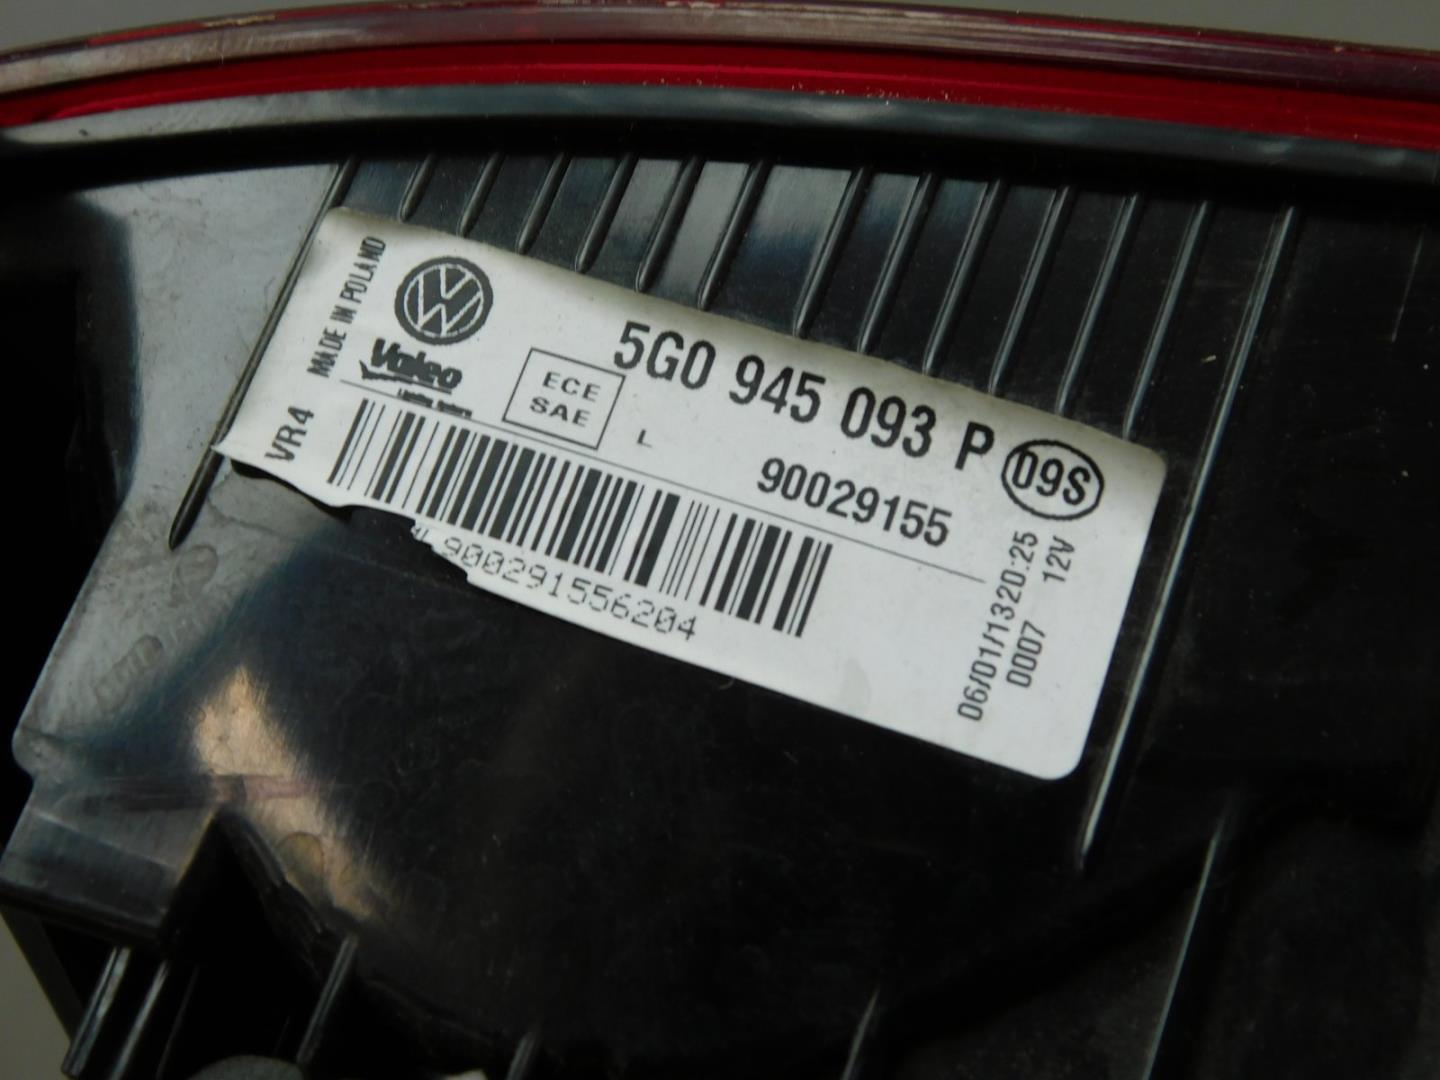 MADE IN POLAND
VW
Valeo
ECE
SAE
L
5G0 945 093 P
09S
90029155
VR4
900291556204
06/01/1320:25
0007 12V